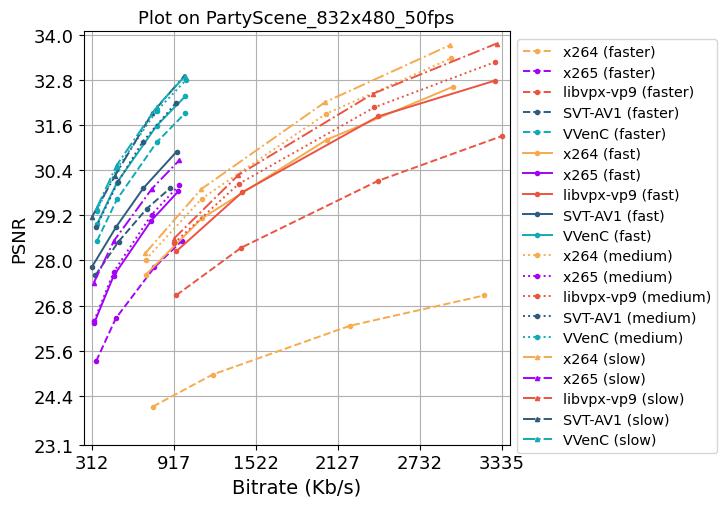 Plot on PartyScene_832x480_50fps
PSNR
34.0
32.8
31.6
30.4
29.2
28.0
26.8
25.6
24.4
23.1
312 917 1522 2127 2732 3335
Bitrate (Kb/s)
x264 (faster)
x265 (faster)
libvpx-vp9 (faster)
SVT-AV1 (faster)
VVenC (faster)
x264 (fast)
x265 (fast)
libvpx-vp9 (fast)
SVT-AV1 (fast)
VVenC (fast)
x264 (medium)
x265 (medium)
libvpx-vp9 (medium)
SVT-AV1 (medium)
VVenC (medium)
x264 (slow)
x265 (slow)
libvpx-vp9 (slow)
SVT-AV1 (slow)
VVenC (slow)